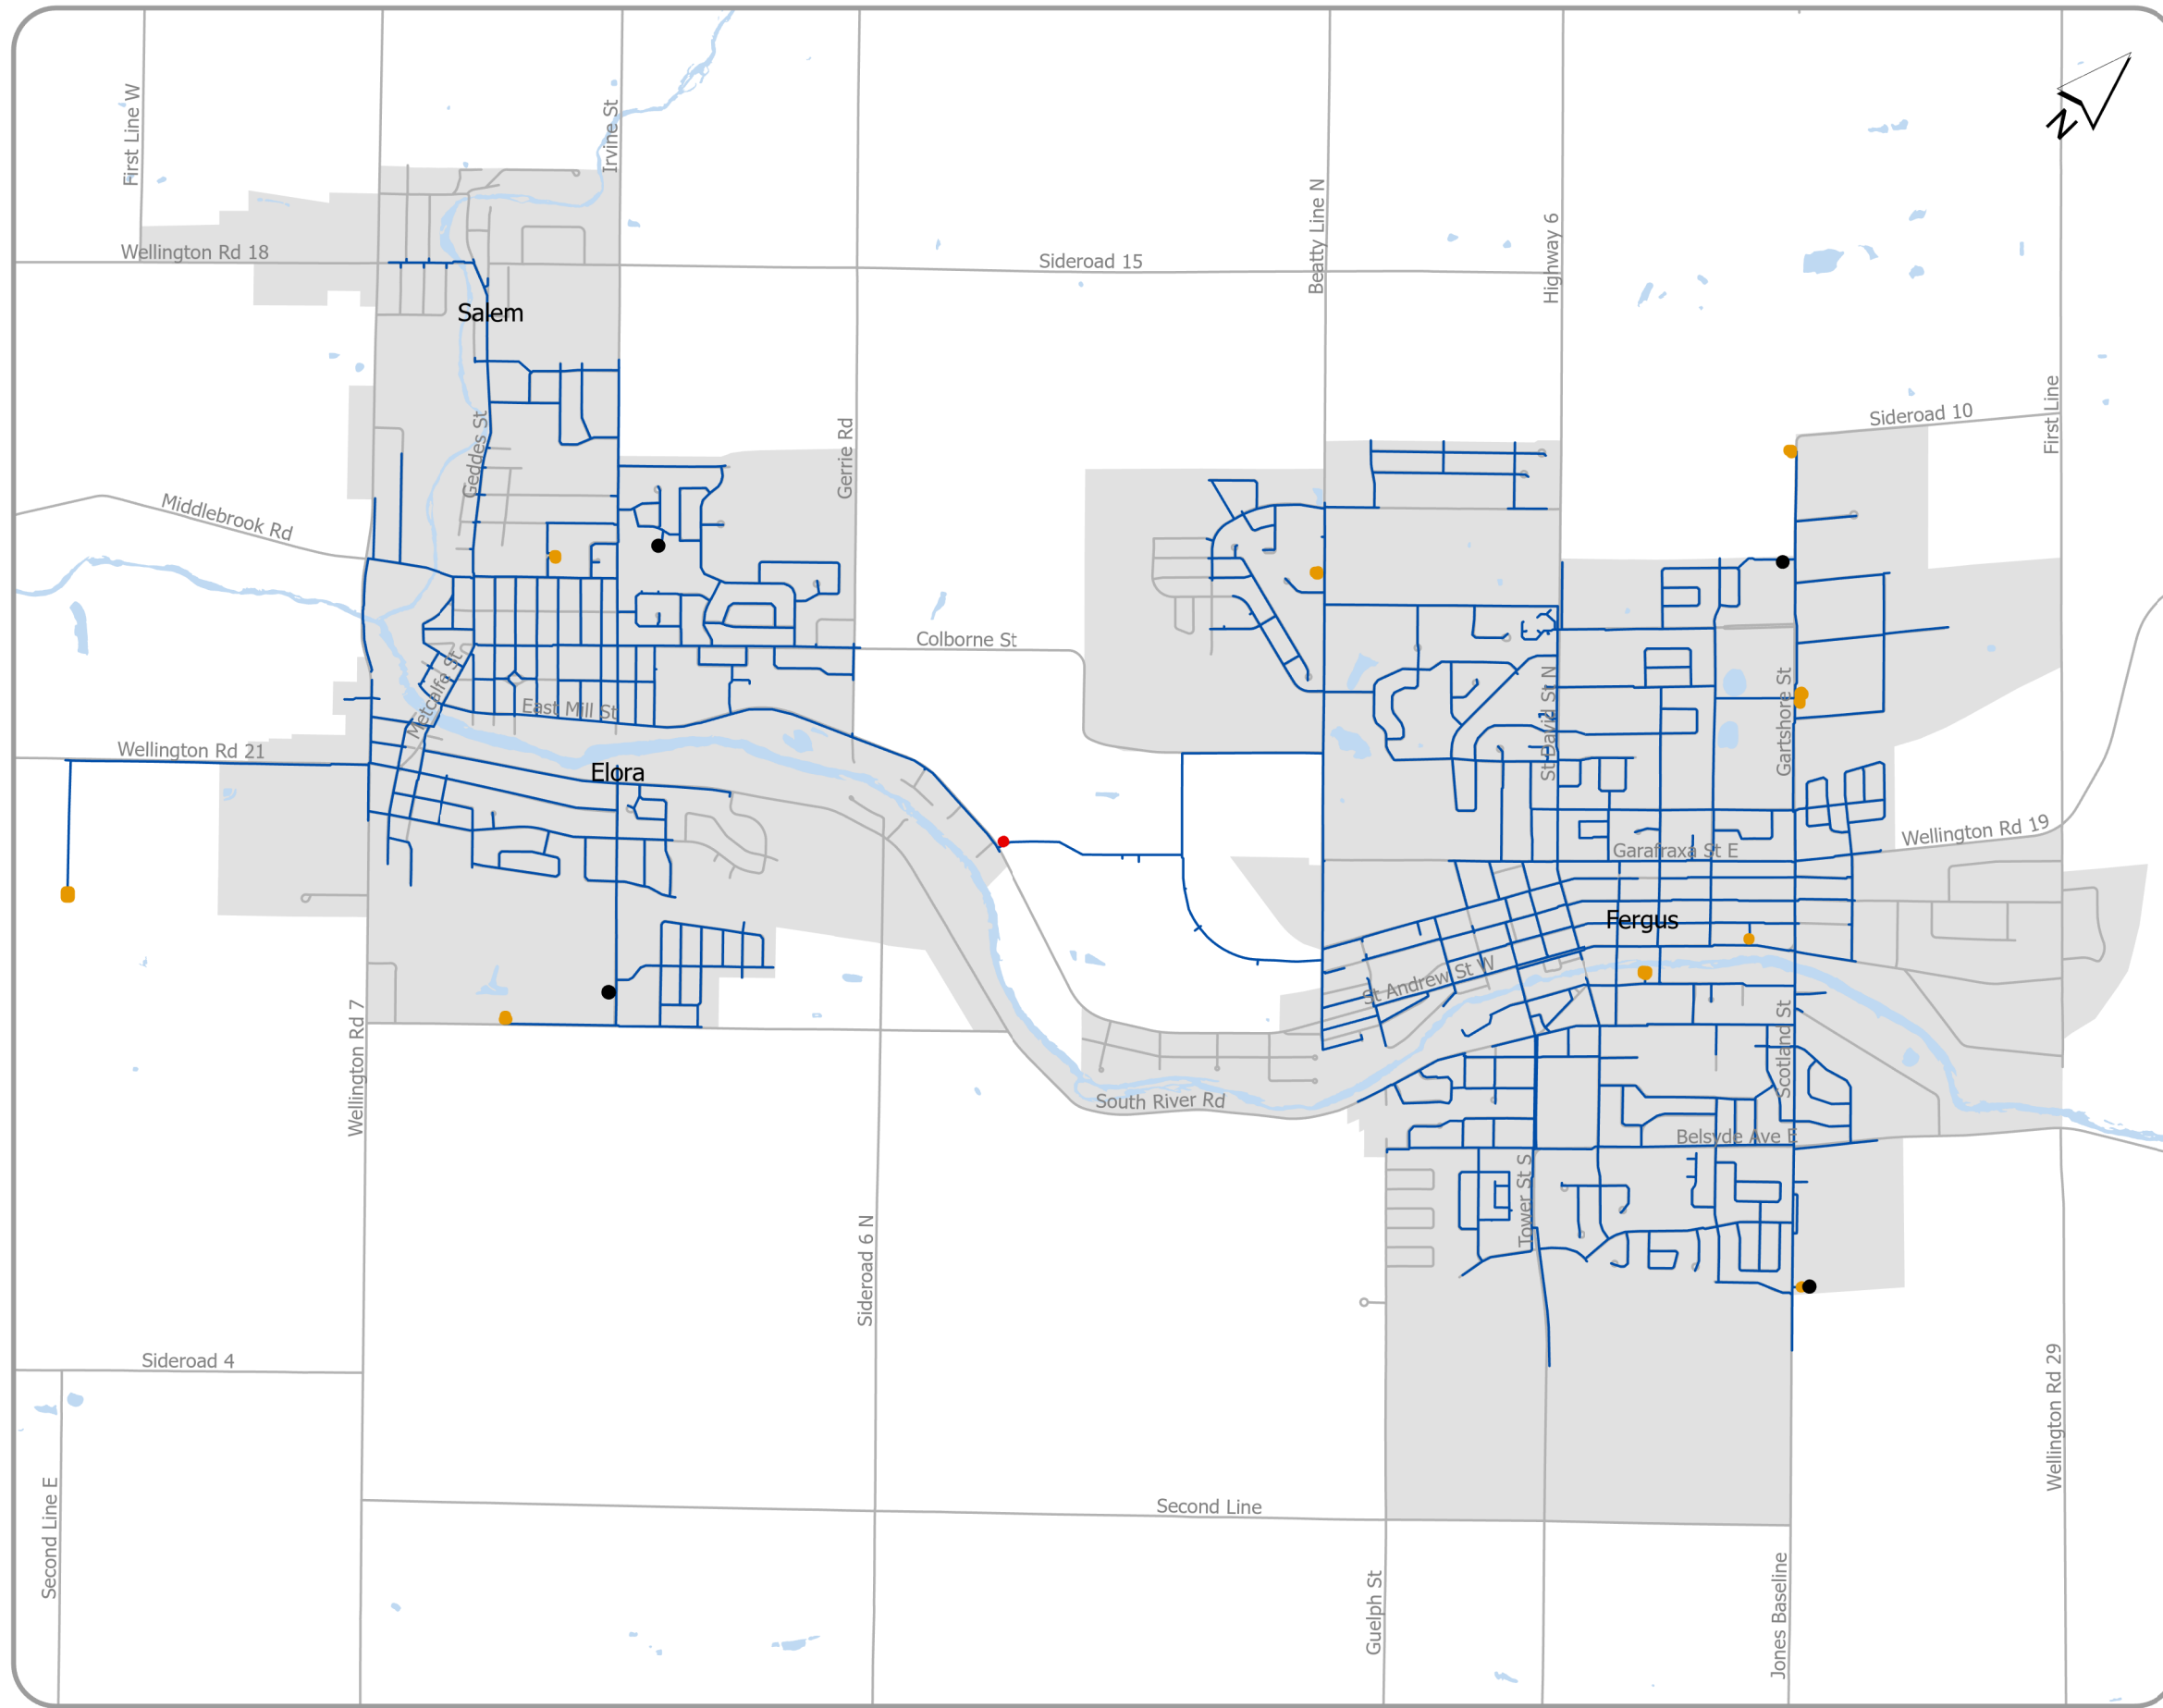 First Line W
Irvine St
N
Wellington Rd 18
Sideroad 15
Beatty Line N
Highway 6
Salem
First Line
Sideroad 10
Geddes St
Gerrie Rd
Middlebrook Rd
Colborne St
Metcalfe St
East Mill St
St David St N
Gartshore St
Wellington Rd 21
Elora
Wellington Rd 19
Garafraxa St E
Fergus
St Andrew St W
Wellington Rd 7
Scotland St
South River Rd
Belsyde Ave E
Tower St S
Sideroad 6 N
Sideroad 4
Wellington Rd 29
Second Line E
Second Line
Guelph St
Jones Baseline